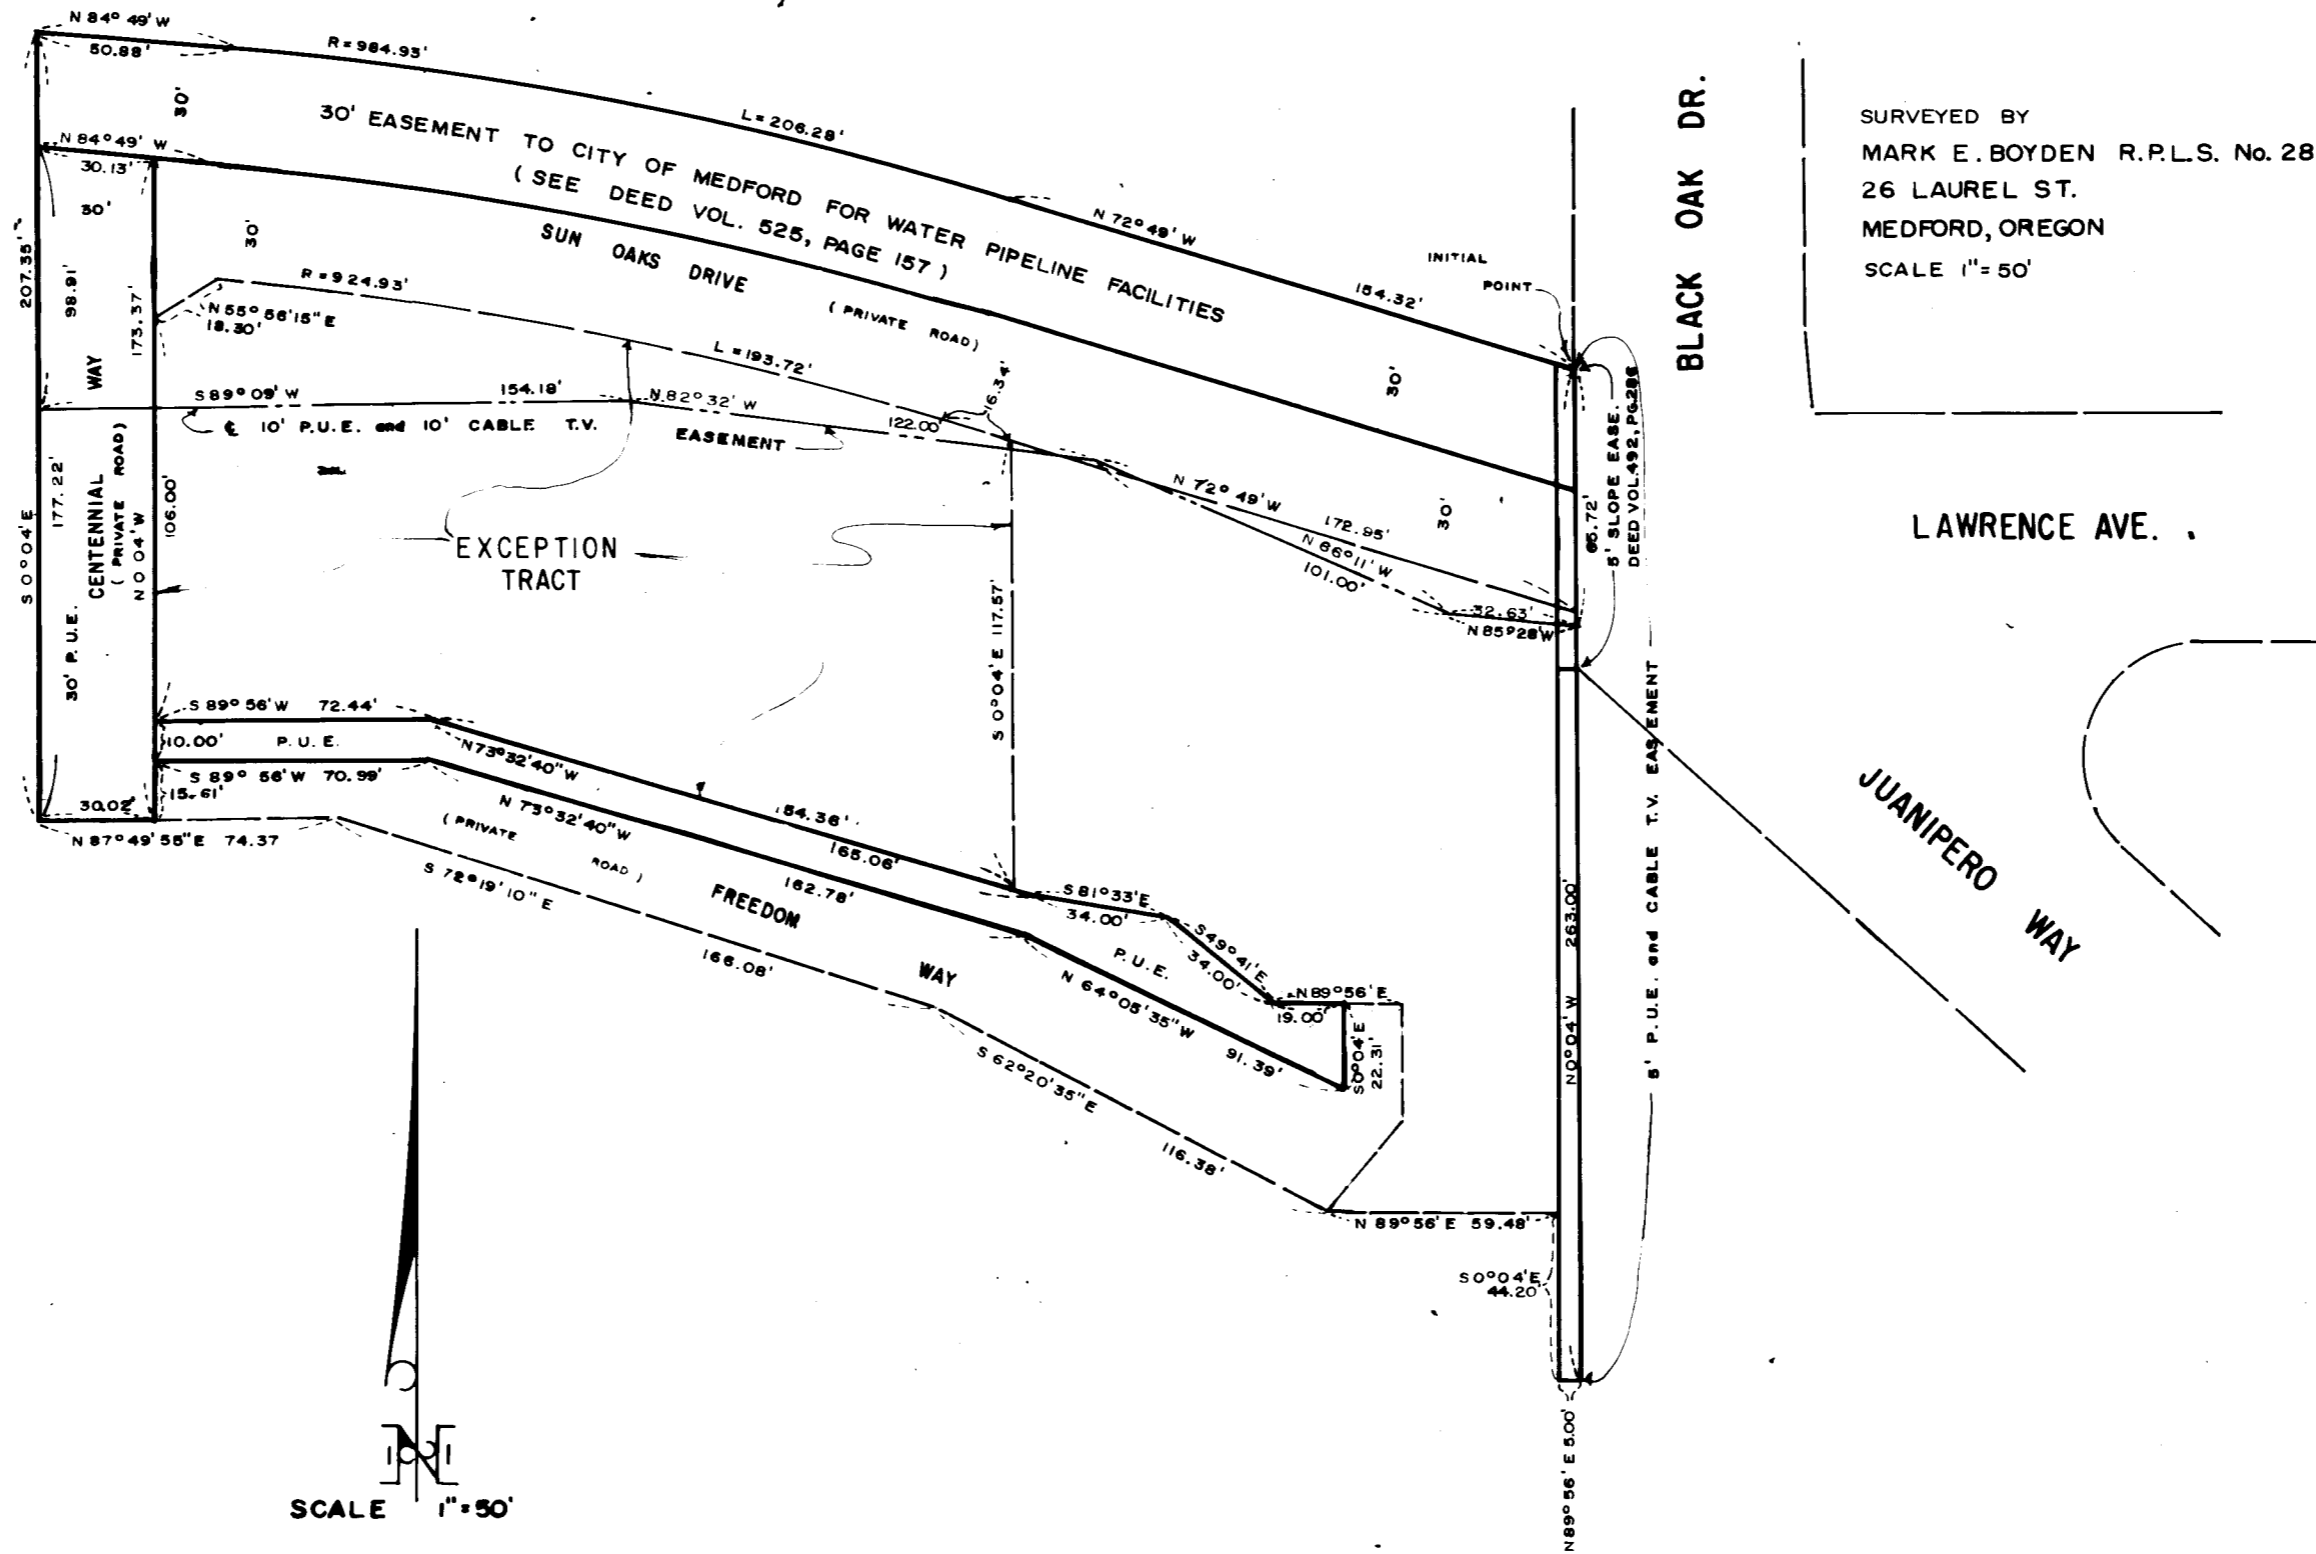 N 84° 49' W
50.88'
R = 984.93'
L = 206.28'
30'
30' EASEMENT TO CITY OF MEDFORD FOR WATER PIPELINE FACILITIES
( SEE DEED VOL. 525, PAGE 157 )
N 84° 49' W
30.13'
30'
30'
SUN OAKS DRIVE
( PRIVATE ROAD )
N 72° 49' W
154.32'
INITIAL
POINT
BLACK OAK DR.
SURVEYED BY
MARK E. BOYDEN R.P.L.S. No. 28
26 LAUREL ST.
MEDFORD, OREGON
SCALE 1" = 50'
207.35'
98.91'
173.37'
R = 924.93'
N 55° 56' 15" E
18.30'
L = 193.72'
16.34'
30'
WAY
S 89° 09' W 154.18'
N 82° 32' W
122.00'
℄ 10' P.U.E. and 10' CABLE T.V.
EASEMENT
5' SLOPE EASE.
DEED VOL. 492, PG. 286
65.72'
LAWRENCE AVE.
S 0° 04' E
177.22'
CENTENNIAL
( PRIVATE ROAD )
N 0° 04' W
106.00'
30' P.U.E.
EXCEPTION
TRACT
N 72° 49' W
172.95'
30'
N 86° 11' W
101.00'
32.63'
N 85° 28' W
S 0° 04' E 117.57'
S 89° 56' W 72.44'
10.00' P. U. E.
S 89° 56' W 70.99'
15.61'
30.02'
N 87° 49' 55" E 74.37
N 73° 32' 40" W
154.36'
165.06'
N 73° 32' 40" W
162.78'
( PRIVATE ROAD )
FREEDOM
WAY
S 72° 19' 10" E
166.08'
S 81° 33' E
34.00'
S 49° 41' E
34.00'
P.U.E.
N 89° 56' E
19.00'
S 0° 04' E
22.31'
N 64° 05' 35" W
91.39'
S 62° 20' 35" E
116.38'
N 89° 56' E 59.48'
S 0° 04' E
44.20'
N 0° 04' W 263.00'
5' P.U.E. and CABLE T.V. EASEMENT
JUANIPERO WAY
N 89° 56' E 5.00'
SCALE 1" = 50'